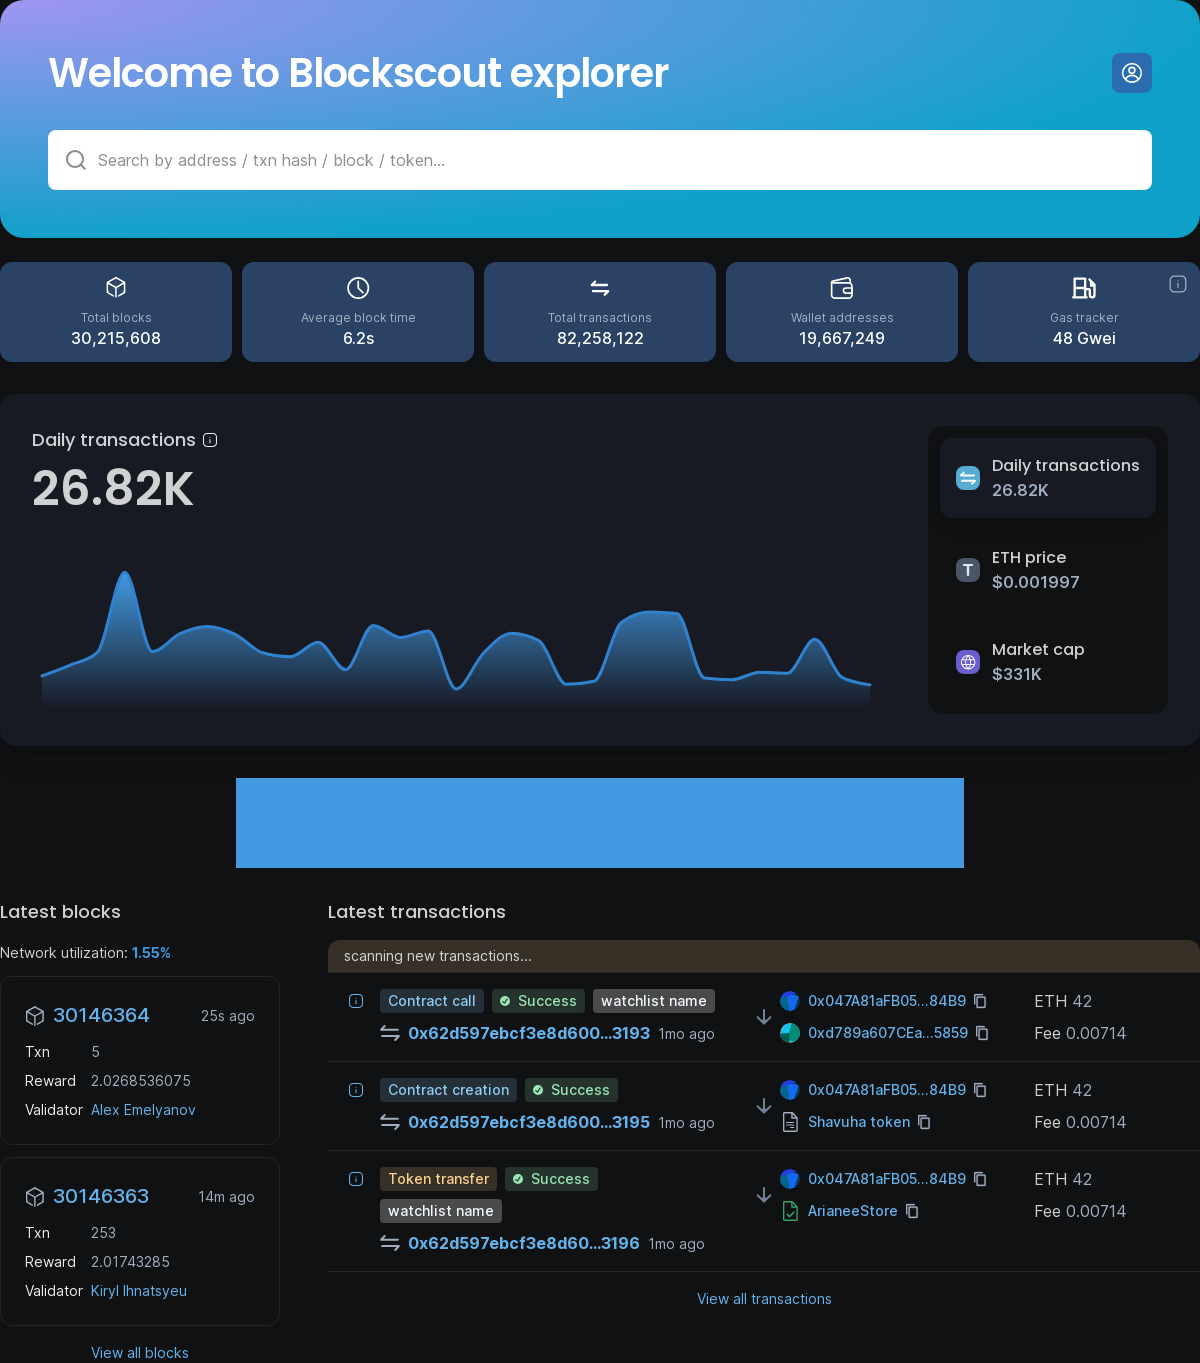 Welcome to Blockscout explorer
Search by address / txn hash / block / token...
Total blocks
30,215,608
Average block time
6.2s
Total transactions
82,258,122
Wallet addresses
19,667,249
Gas tracker
48 Gwei
Daily transactions
26.82K
Daily transactions
26.82K
T
ETH price
$0.001997
Market cap
$331K
Latest blocks
Network utilization: 1.55%
30146364 25s ago
Txn 5
Reward 2.0268536075
Validator Alex Emelyanov
30146363 14m ago
Txn 253
Reward 2.01743285
Validator Kiryl Ihnatsyeu
View all blocks
Latest transactions
scanning new transactions...
Contract call Success watchlist name
0x62d597ebcf3e8d600...3193 1mo ago
0x047A81aFB05...84B9
0xd789a607CEa...5859
ETH 42
Fee 0.00714
Contract creation Success
0x62d597ebcf3e8d600...3195 1mo ago
0x047A81aFB05...84B9
Shavuha token
ETH 42
Fee 0.00714
Token transfer Success
watchlist name
0x62d597ebcf3e8d60...3196 1mo ago
0x047A81aFB05...84B9
ArianeeStore
ETH 42
Fee 0.00714
View all transactions